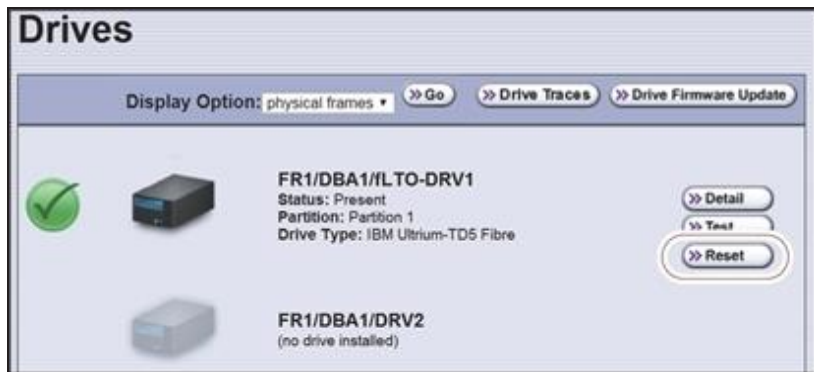 Drives
Display Option: physical frames Go Drive Traces Drive Firmware Update
FR1/DBA1/fLTO-DRV1
Status: Present
Partition: Partition 1
Drive Type: IBM Ultrium-TD5 Fibre
Detail
Test
Reset
FR1/DBA1/DRV2
(no drive installed)